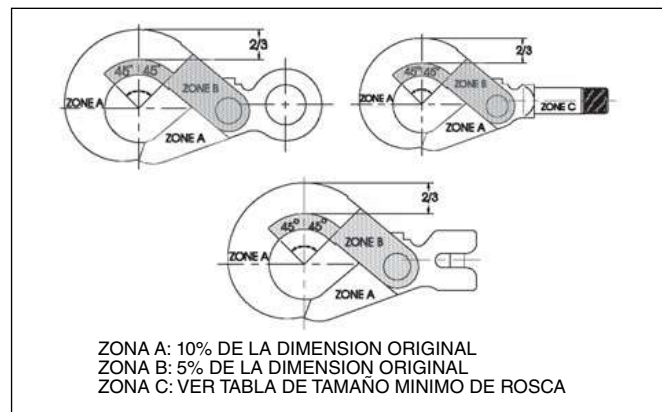 2/3
45° 45°
ZONE A
ZONE B
ZONE A
2/3
45° 45°
ZONE A
ZONE B
ZONE A
ZONE C
2/3
45° 45°
ZONE A
ZONE B
ZONE A
ZONA A: 10% DE LA DIMENSION ORIGINAL
ZONA B: 5% DE LA DIMENSION ORIGINAL
ZONA C: VER TABLA DE TAMAÑO MINIMO DE ROSCA